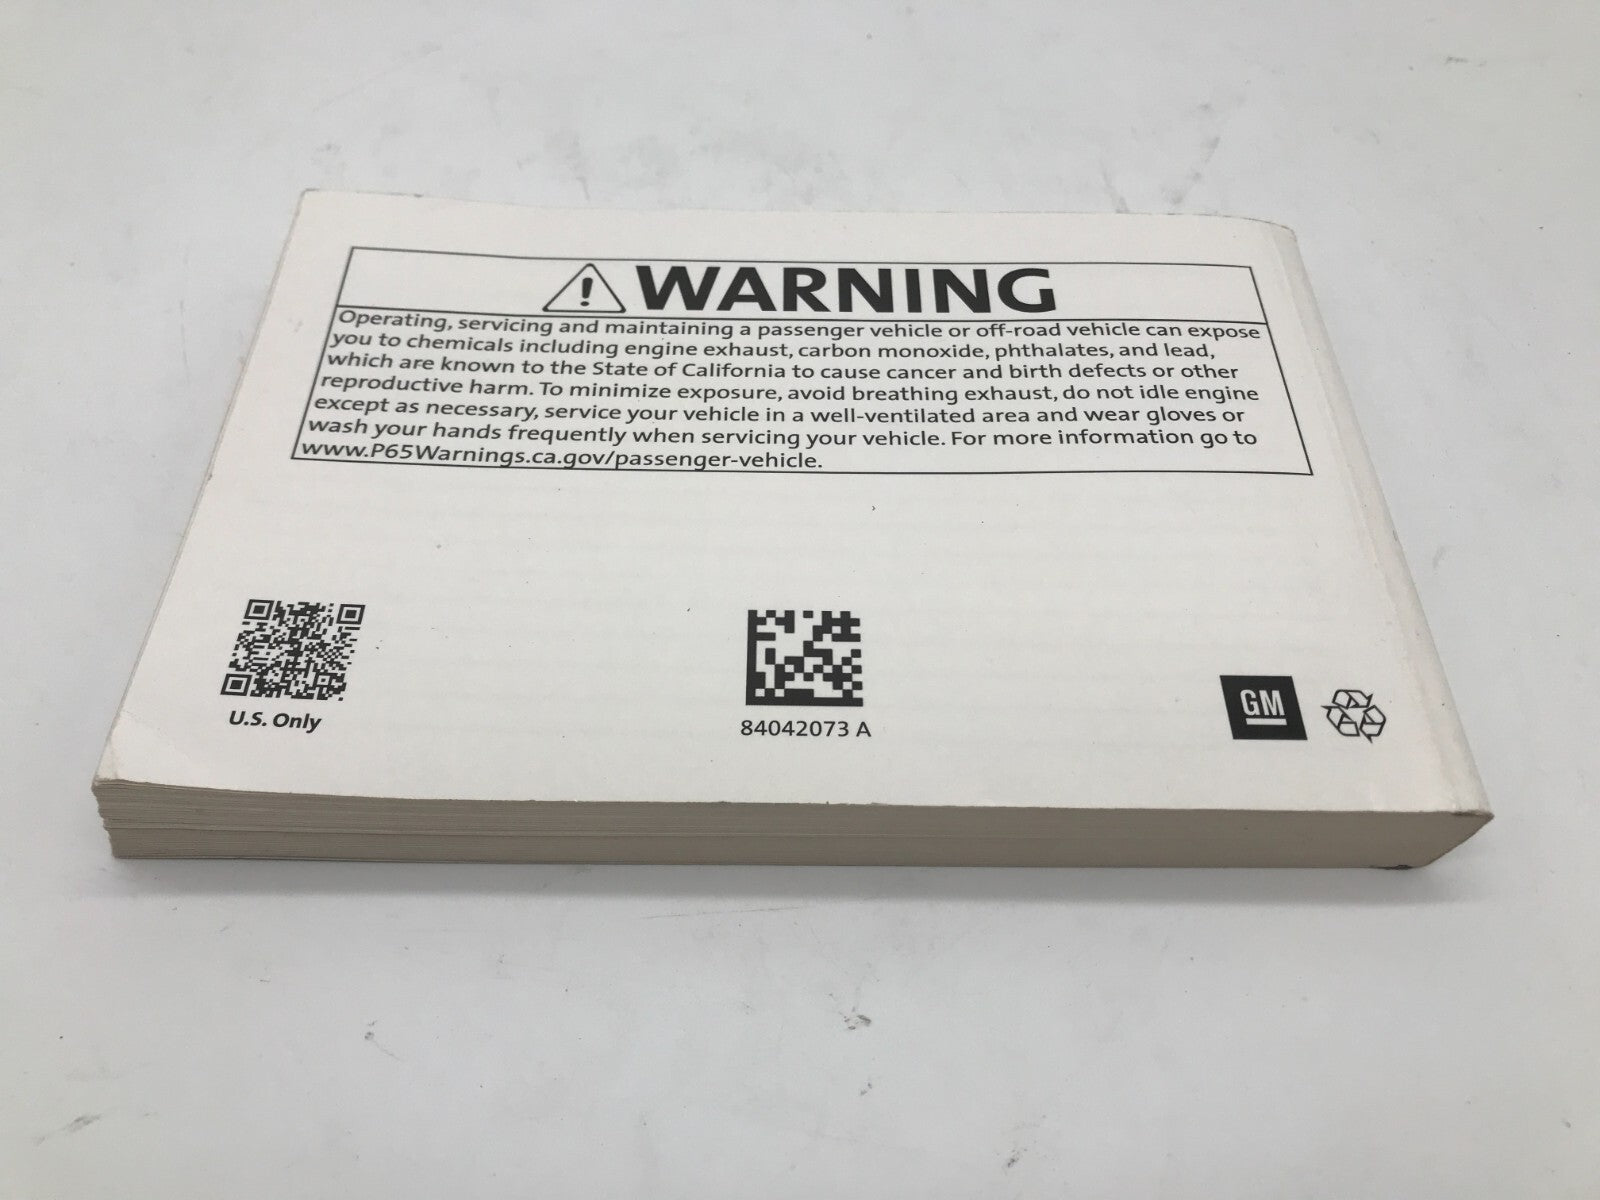 WARNING
Operating, servicing and maintaining a passenger vehicle or off-road vehicle can expose
you to chemicals including engine exhaust, carbon monoxide, phthalates, and lead,
which are known to the State of California to cause cancer and birth defects or other
reproductive harm. To minimize exposure, avoid breathing exhaust, do not idle engine
except as necessary, service your vehicle in a well-ventilated area and wear gloves or
wash your hands frequently when servicing your vehicle. For more information go to
www.P65Warnings.ca.gov/passenger-vehicle.
U.S. Only
84042073 A
GM